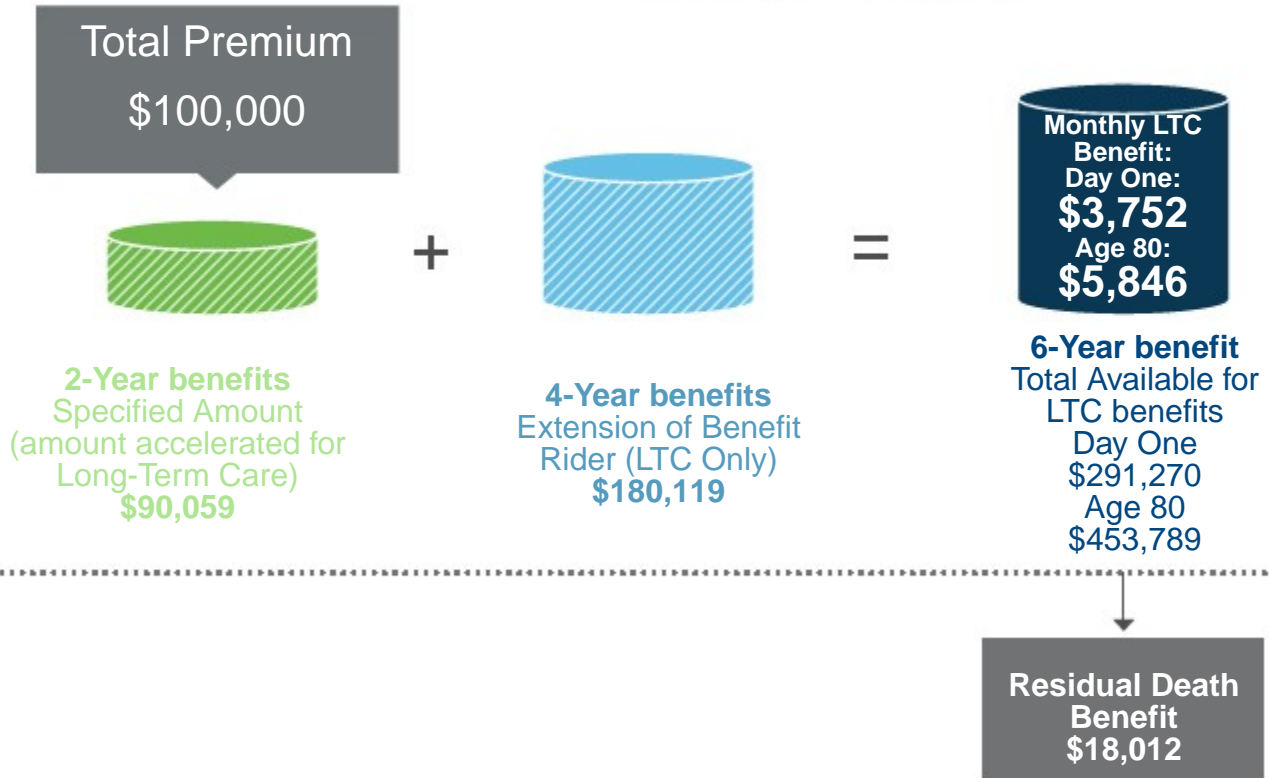 Total Premium
$100,000
+
=
Monthly LTC
Benefit:
Day One:
$3,752
Age 80:
$5,846
2-Year benefits
Specified Amount
(amount accelerated for
Long-Term Care)
$90,059
4-Year benefits
Extension of Benefit
Rider (LTC Only)
$180,119
6-Year benefit
Total Available for
LTC benefits
Day One
$291,270
Age 80
$453,789
Residual Death
Benefit
$18,012